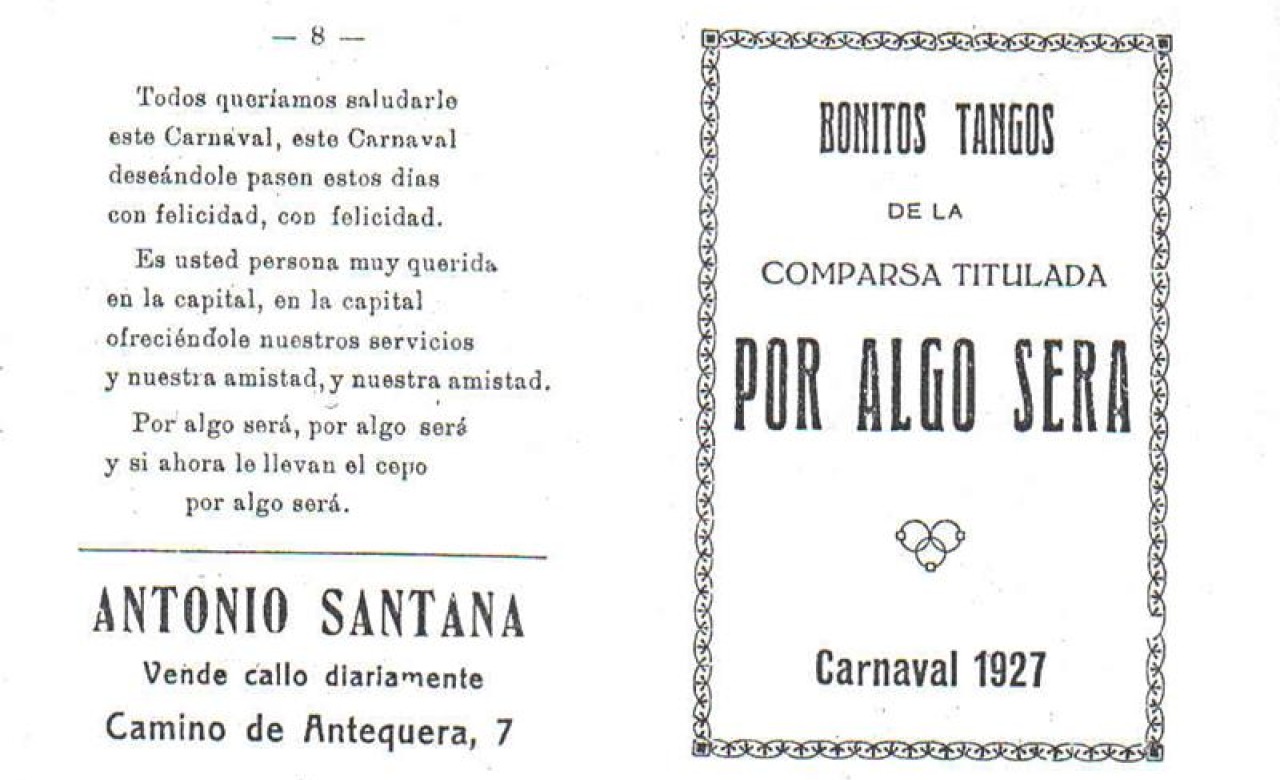 — 8 —
Todos queríamos saludarle
este Carnaval, este Carnaval
deseándole pasen estos días
con felicidad, con felicidad.
Es usted persona muy querida
en la capital, en la capital
ofreciéndole nuestros servicios
y nuestra amistad, y nuestra amistad.
Por algo será, por algo será
y si ahora le llevan el cepo
por algo será.
ANTONIO SANTANA
Vende callo diariamente
Camino de Antequera, 7
BONITOS TANGOS
DE LA
COMPARSA TITULADA
POR ALGO SERA
Carnaval 1927